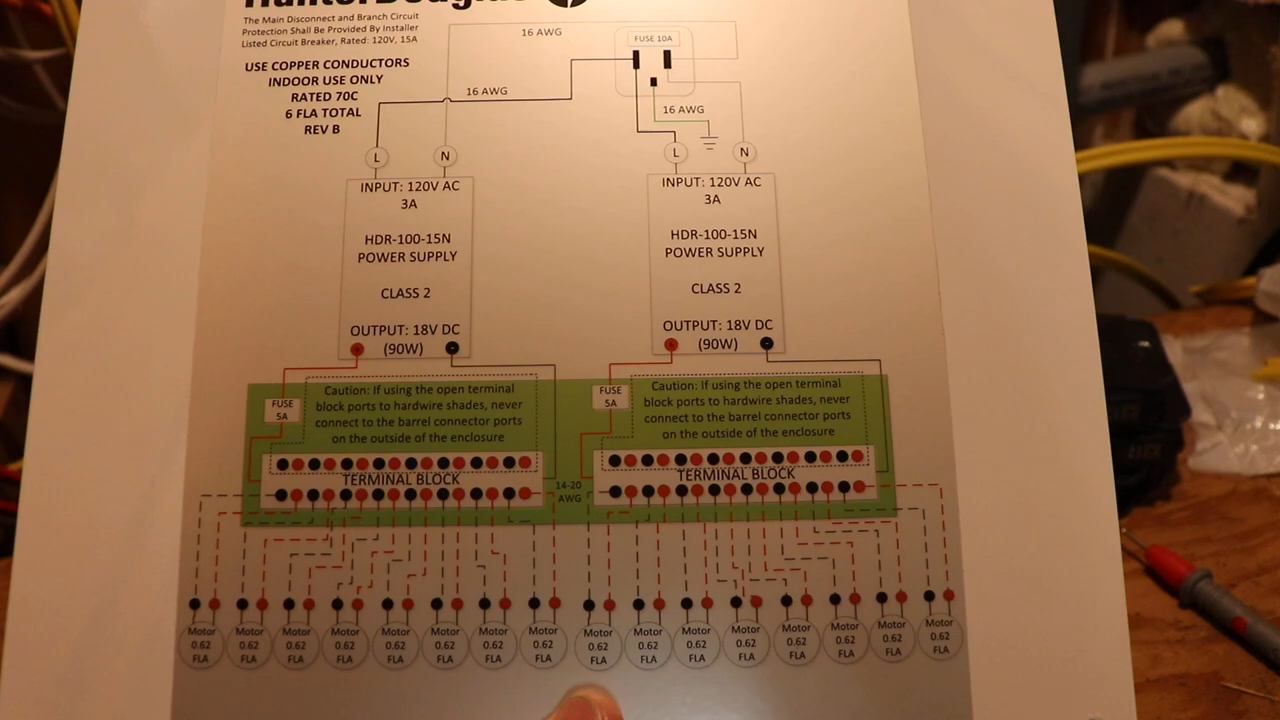 HunterDouglas
The Main Disconnect and Branch Circuit
Protection Shall Be Provided By Installer
Listed Circuit Breaker, Rated: 120V, 15A
USE COPPER CONDUCTORS
INDOOR USE ONLY
RATED 70C
6 FLA TOTAL
REV B
16 AWG
FUSE 10A
16 AWG
16 AWG
L
N
L
N
INPUT: 120V AC
3A
HDR-100-15N
POWER SUPPLY
CLASS 2
OUTPUT: 18V DC
(90W)
INPUT: 120V AC
3A
HDR-100-15N
POWER SUPPLY
CLASS 2
OUTPUT: 18V DC
(90W)
FUSE
5A
Caution: If using the open terminal
block ports to hardwire shades, never
connect to the barrel connector ports
on the outside of the enclosure
TERMINAL BLOCK
FUSE
5A
Caution: If using the open terminal
block ports to hardwire shades, never
connect to the barrel connector ports
on the outside of the enclosure
TERMINAL BLOCK
14-20
AWG
Motor
0.62
FLA
Motor
0.62
FLA
Motor
0.62
FLA
Motor
0.62
FLA
Motor
0.62
FLA
Motor
0.62
FLA
Motor
0.62
FLA
Motor
0.62
FLA
Motor
0.62
FLA
Motor
0.62
FLA
Motor
0.62
FLA
Motor
0.62
FLA
Motor
0.62
FLA
Motor
0.62
FLA
Motor
0.62
FLA
Motor
0.62
FLA